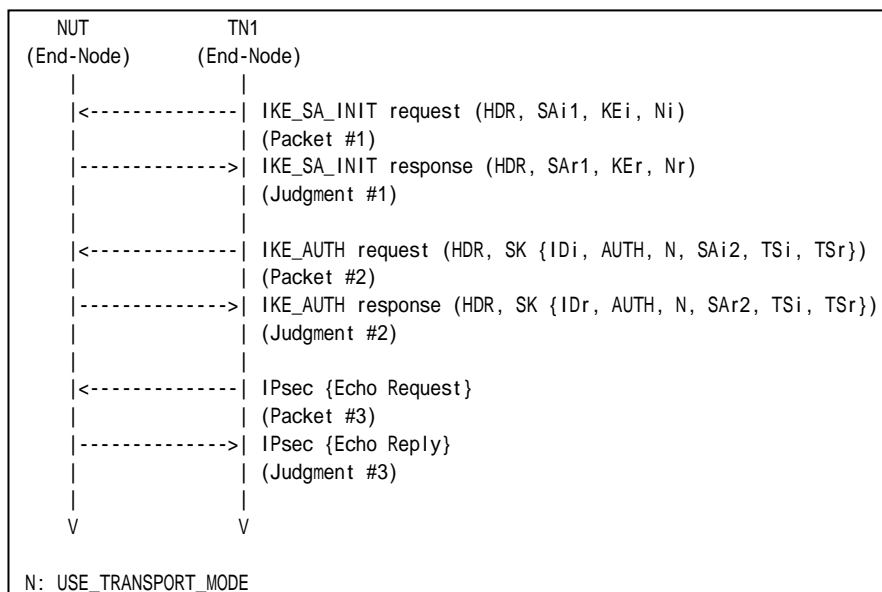 NUT              TN1
(End-Node)       (End-Node)
     |                |
     |<--------------| IKE_SA_INIT request (HDR, SAi1, KEi, Ni)
     |                | (Packet #1)
     |-------------->| IKE_SA_INIT response (HDR, SAr1, KEr, Nr)
     |                | (Judgment #1)
     |                |
     |<--------------| IKE_AUTH request (HDR, SK {IDi, AUTH, N, SAi2, TSi, TSr})
     |                | (Packet #2)
     |-------------->| IKE_AUTH response (HDR, SK {IDr, AUTH, N, SAr2, TSi, TSr})
     |                | (Judgment #2)
     |                |
     |<--------------| IPsec {Echo Request}
     |                | (Packet #3)
     |-------------->| IPsec {Echo Reply}
     |                | (Judgment #3)
     |                |
     V                V
N: USE_TRANSPORT_MODE